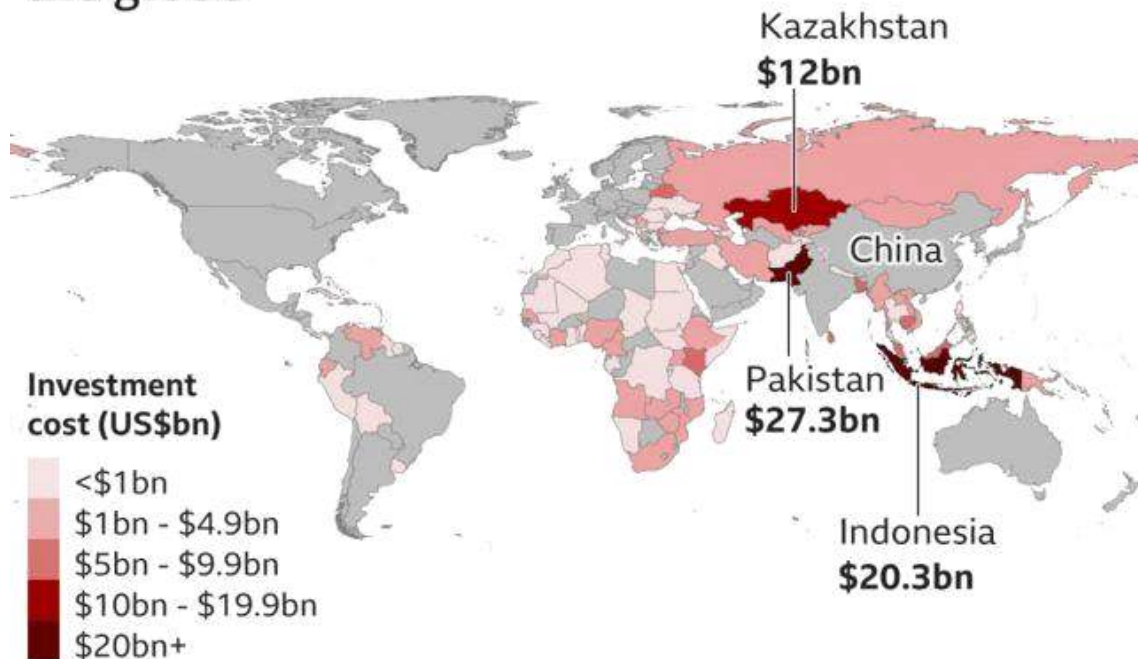 Kazakhstan
$12bn
China
Pakistan
$27.3bn
Indonesia
$20.3bn
Investment
cost (US$bn)
<$1bn
$1bn - $4.9bn
$5bn - $9.9bn
$10bn - $19.9bn
$20bn+